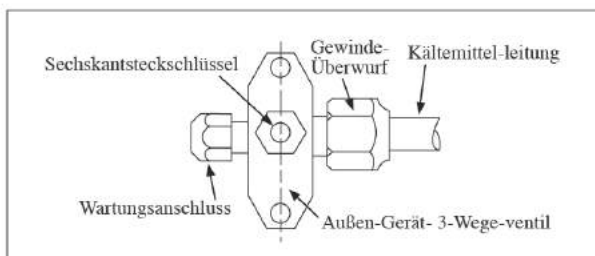 Sechskantsteckschlüssel
Gewinde-
Überwurf
Kältemittel-leitung
Wartungsanschluss
Außen-Gerät- 3-Wege-ventil